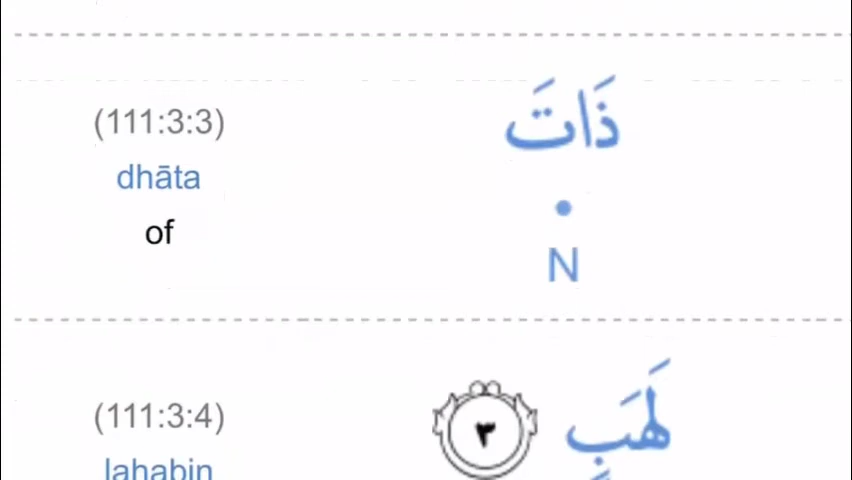 (111:3:3)
dhāta
of
ذَاتَ
N
(111:3:4)
lahabin
لَهَبٍ ٣